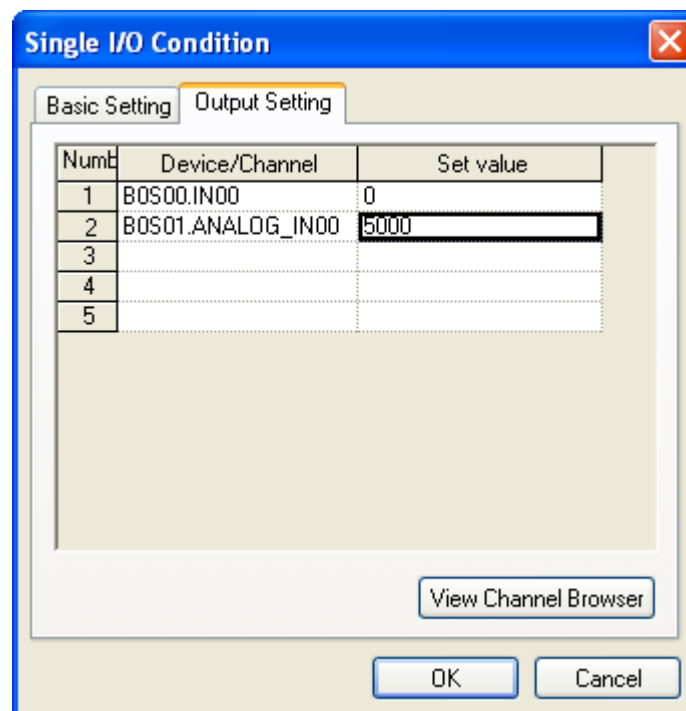 Single I/O Condition
Basic Setting Output Setting
Numb Device/Channel Set value
1 B0S00.IN00 0
2 B0S01.ANALOG_IN00 5000
3
4
5
View Channel Browser
OK Cancel